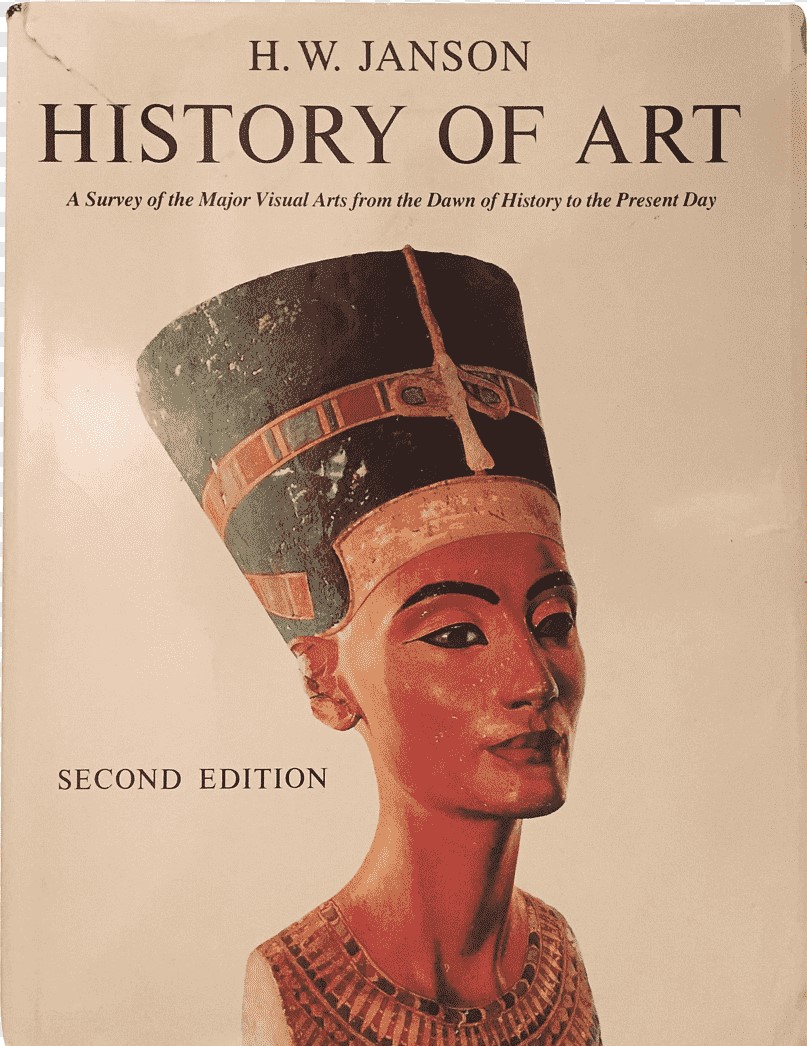 H. W. JANSON
HISTORY OF ART
A Survey of the Major Visual Arts from the Dawn of History to the Present Day
SECOND EDITION